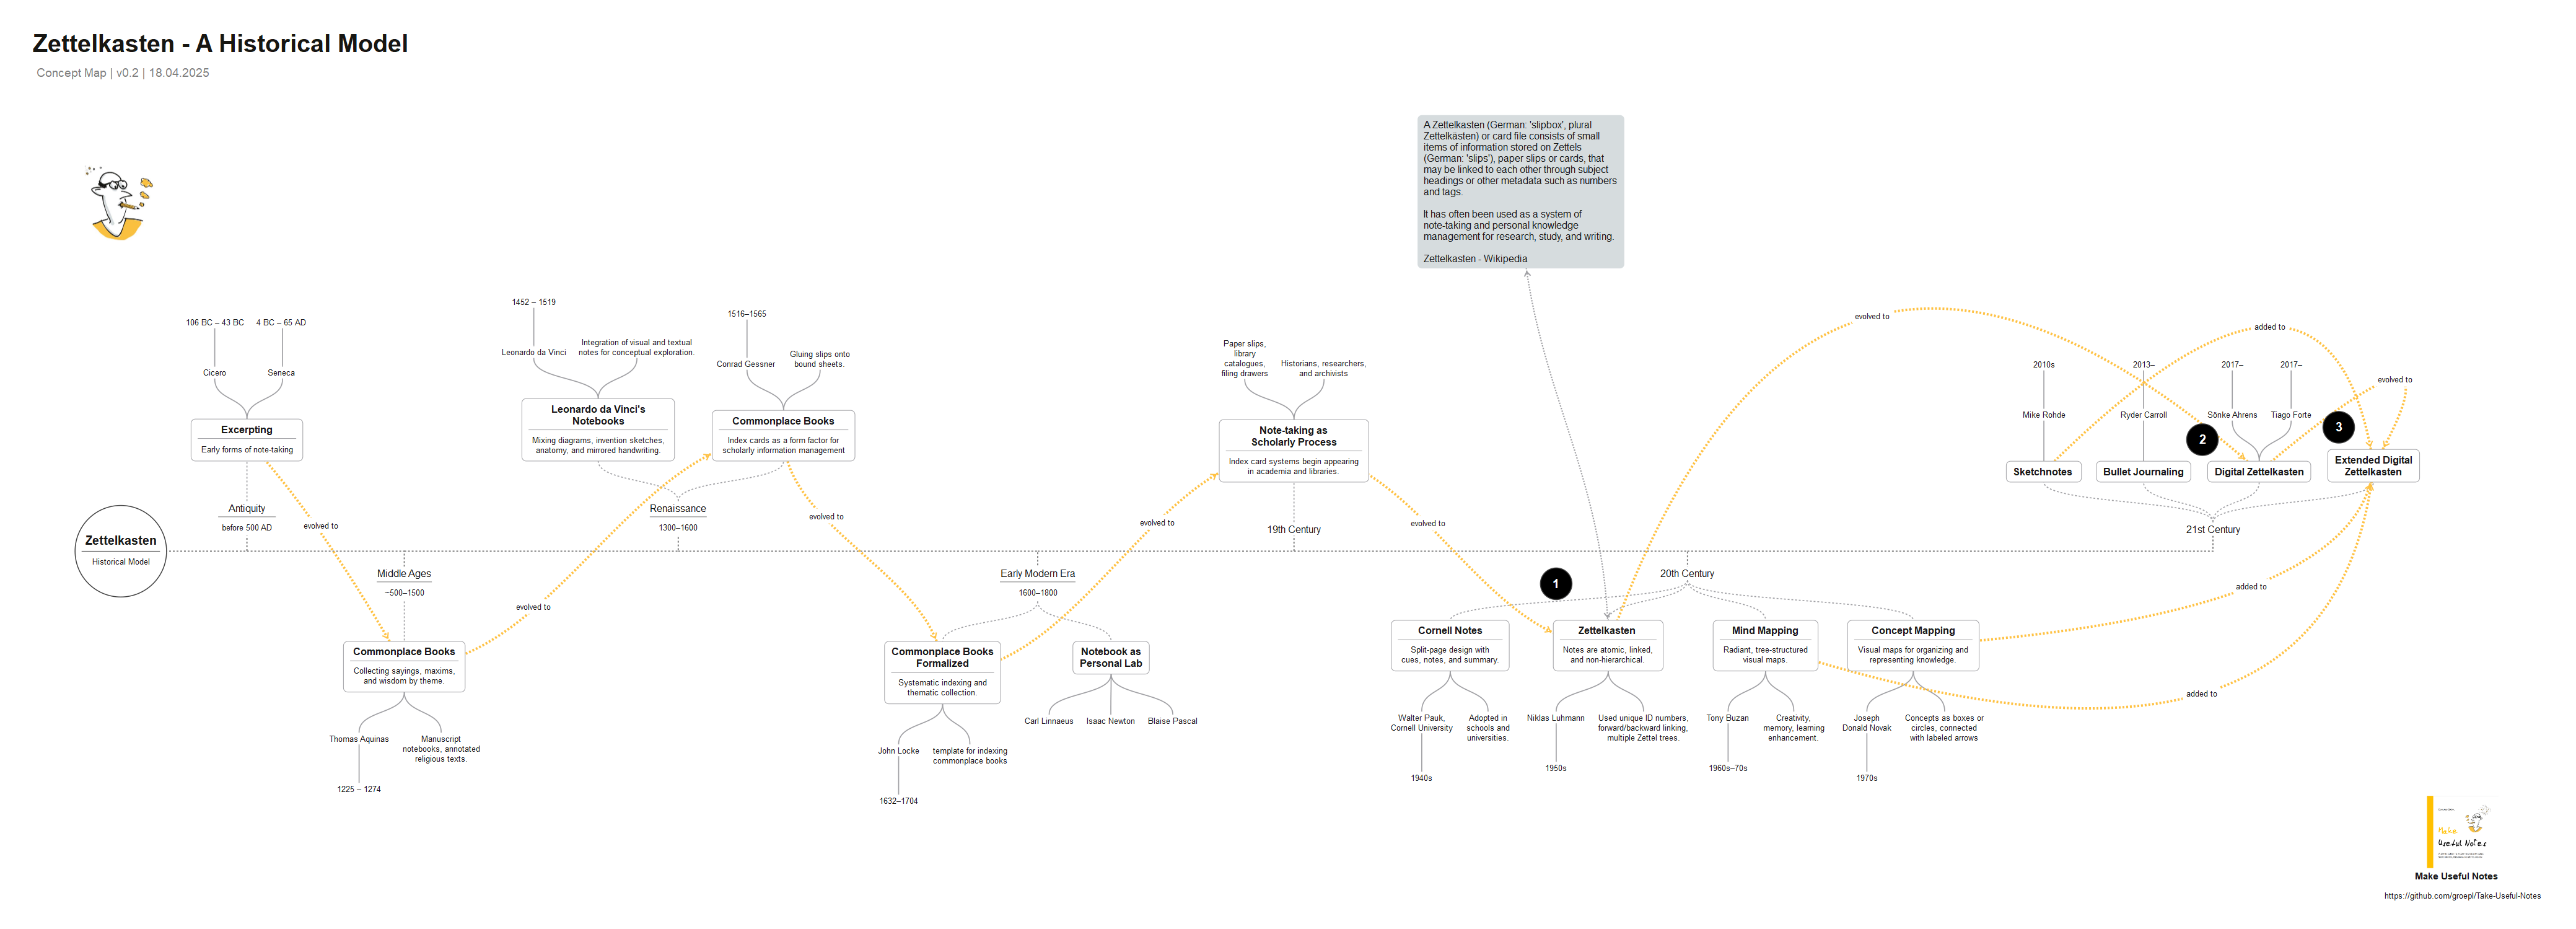 Zettelkasten - A Historical Model
Concept Map | v0.2 | 18.04.2025
A Zettelkasten (German: 'slipbox', plural
Zettelkästen) or card file consists of small
items of information stored on Zettels
(German: 'slips'), paper slips or cards, that
may be linked to each other through subject
headings or other metadata such as numbers
and tags.
It has often been used as a system of
note-taking and personal knowledge
management for research, study, and writing.
Zettelkasten - Wikipedia
Zettelkasten
Historical Model
106 BC – 43 BC
4 BC – 65 AD
Cicero
Seneca
Excerpting
Early forms of note-taking
Antiquity
before 500 AD
evolved to
Middle Ages
~500–1500
Commonplace Books
Collecting sayings, maxims,
and wisdom by theme.
Thomas Aquinas
1225 – 1274
Manuscript
notebooks, annotated
religious texts.
evolved to
1452 – 1519
Leonardo da Vinci
Integration of visual and textual
notes for conceptual exploration.
Leonardo da Vinci's
Notebooks
Mixing diagrams, invention sketches,
anatomy, and mirrored handwriting.
1516–1565
Conrad Gessner
Gluing slips onto
bound sheets.
Commonplace Books
Index cards as a form factor for
scholarly information management
Renaissance
1300–1600
evolved to
Early Modern Era
1600–1800
Commonplace Books
Formalized
Systematic indexing and
thematic collection.
John Locke
1632–1704
template for indexing
commonplace books
Notebook as
Personal Lab
Carl Linnaeus
Isaac Newton
Blaise Pascal
evolved to
Paper slips,
library
catalogues,
filing drawers
Historians, researchers,
and archivists
Note-taking as
Scholarly Process
Index card systems begin appearing
in academia and libraries.
19th Century
evolved to
1
20th Century
Cornell Notes
Split-page design with
cues, notes, and summary.
Walter Pauk,
Cornell University
1940s
Adopted in
schools and
universities.
Zettelkasten
Notes are atomic, linked,
and non-hierarchical.
Niklas Luhmann
1950s
Used unique ID numbers,
forward/backward linking,
multiple Zettel trees.
Mind Mapping
Radiant, tree-structured
visual maps.
Tony Buzan
1960s–70s
Creativity,
memory, learning
enhancement.
Concept Mapping
Visual maps for organizing and
representing knowledge.
Joseph
Donald Novak
1970s
Concepts as boxes or
circles, connected
with labeled arrows
evolved to
added to
evolved to
2010s
Mike Rohde
Sketchnotes
2013–
Ryder Carroll
Bullet Journaling
2017–
Sönke Ahrens
2017–
Tiago Forte
2
Digital Zettelkasten
3
Extended Digital
Zettelkasten
21st Century
added to
added to
Make
Useful Notes
Make Useful Notes
https://github.com/groepl/Take-Useful-Notes